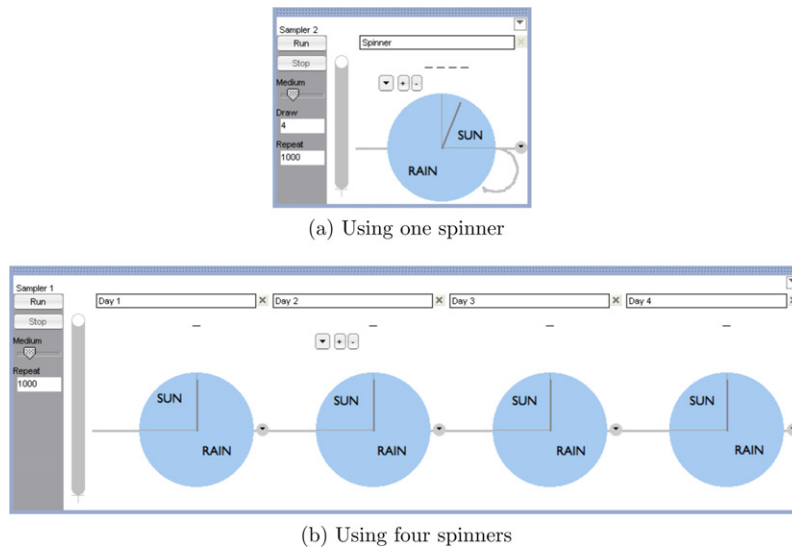 Sampler 2
Run
Spinner
Stop
Medium
Draw
4
Repeat
1000
SUN
RAIN
(a) Using one spinner
Sampler 1
Run
Day 1
Day 2
Day 3
Day 4
Stop
Medium
Repeat
1000
SUN
RAIN
SUN
RAIN
SUN
RAIN
SUN
RAIN
(b) Using four spinners